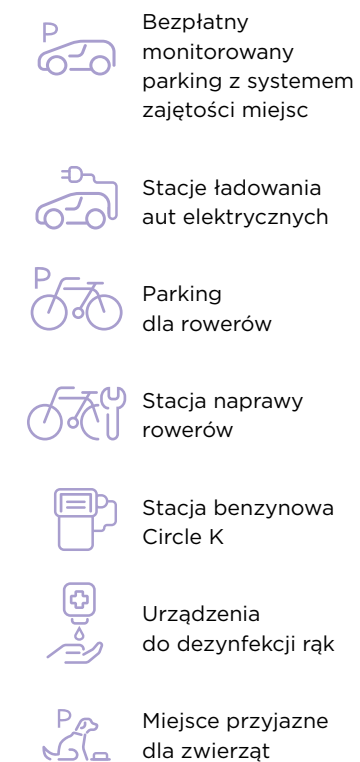 P
Bezpłatny
monitorowany
parking z systemem
zajętości miejsc
Stacje ładowania
aut elektrycznych
P
Parking
dla rowerów
Stacja naprawy
rowerów
Stacja benzynowa
Circle K
Urządzenia
do dezynfekcji rąk
P
Miejsce przyjazne
dla zwierząt